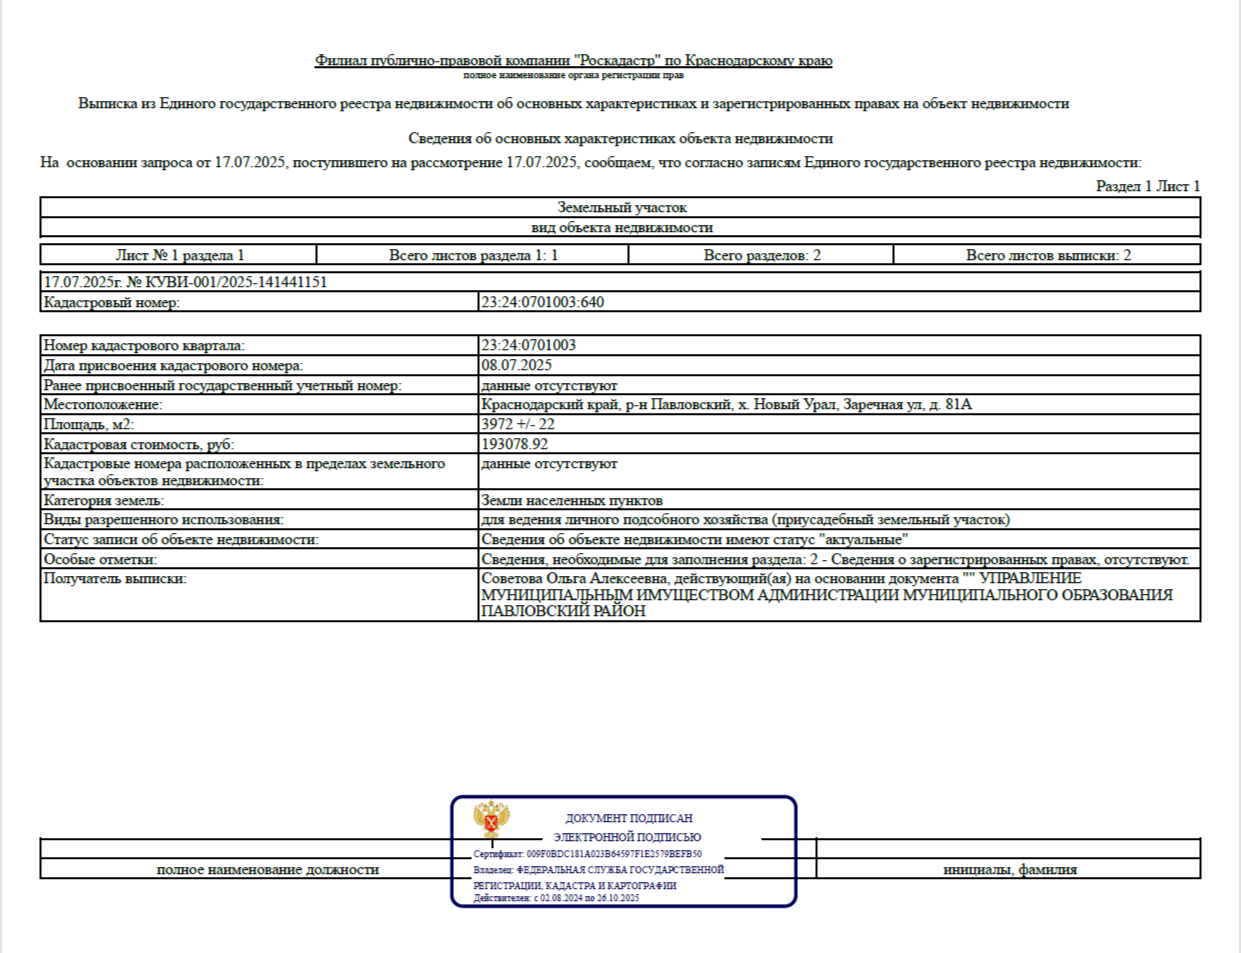 Филиал публично-правовой компании "Роскадастр" по Краснодарскому краю
полное наименование органа регистрации прав
Выписка из Единого государственного реестра недвижимости об основных характеристиках и зарегистрированных правах на объект недвижимости
Сведения об основных характеристиках объекта недвижимости
На основании запроса от 17.07.2025, поступившего на рассмотрение 17.07.2025, сообщаем, что согласно записям Единого государственного реестра недвижимости:
Раздел 1 Лист 1
Земельный участок
вид объекта недвижимости
Лист № 1 раздела 1 Всего листов раздела 1: 1 Всего разделов: 2 Всего листов выписки: 2
17.07.2025г. № КУВИ-001/2025-141441151
Кадастровый номер: 23:24:0701003:640
Номер кадастрового квартала: 23:24:0701003
Дата присвоения кадастрового номера: 08.07.2025
Ранее присвоенный государственный учетный номер: данные отсутствуют
Местоположение: Краснодарский край, р-н Павловский, х. Новый Урал, Заречная ул, д. 81А
Площадь, м2: 3972 +/- 22
Кадастровая стоимость, руб: 193078.92
Кадастровые номера расположенных в пределах земельного данные отсутствуют
участка объектов недвижимости:
Категория земель: Земли населенных пунктов
Виды разрешенного использования: для ведения личного подсобного хозяйства (приусадебный земельный участок)
Статус записи об объекте недвижимости: Сведения об объекте недвижимости имеют статус "актуальные"
Особые отметки: Сведения, необходимые для заполнения раздела: 2 - Сведения о зарегистрированных правах, отсутствуют.
Получатель выписки: Советова Ольга Алексеевна, действующий(ая) на основании документа "" УПРАВЛЕНИЕ
МУНИЦИПАЛЬНЫМ ИМУЩЕСТВОМ АДМИНИСТРАЦИИ МУНИЦИПАЛЬНОГО ОБРАЗОВАНИЯ
ПАВЛОВСКИЙ РАЙОН
ДОКУМЕНТ ПОДПИСАН
ЭЛЕКТРОННОЙ ПОДПИСЬЮ
Сертификат: 009F0BDC181A023B64597F1E2579BEFB50
Владелец: ФЕДЕРАЛЬНАЯ СЛУЖБА ГОСУДАРСТВЕННОЙ
РЕГИСТРАЦИИ, КАДАСТРА И КАРТОГРАФИИ
Действителен: с 02.08.2024 по 26.10.2025
полное наименование должности инициалы, фамилия